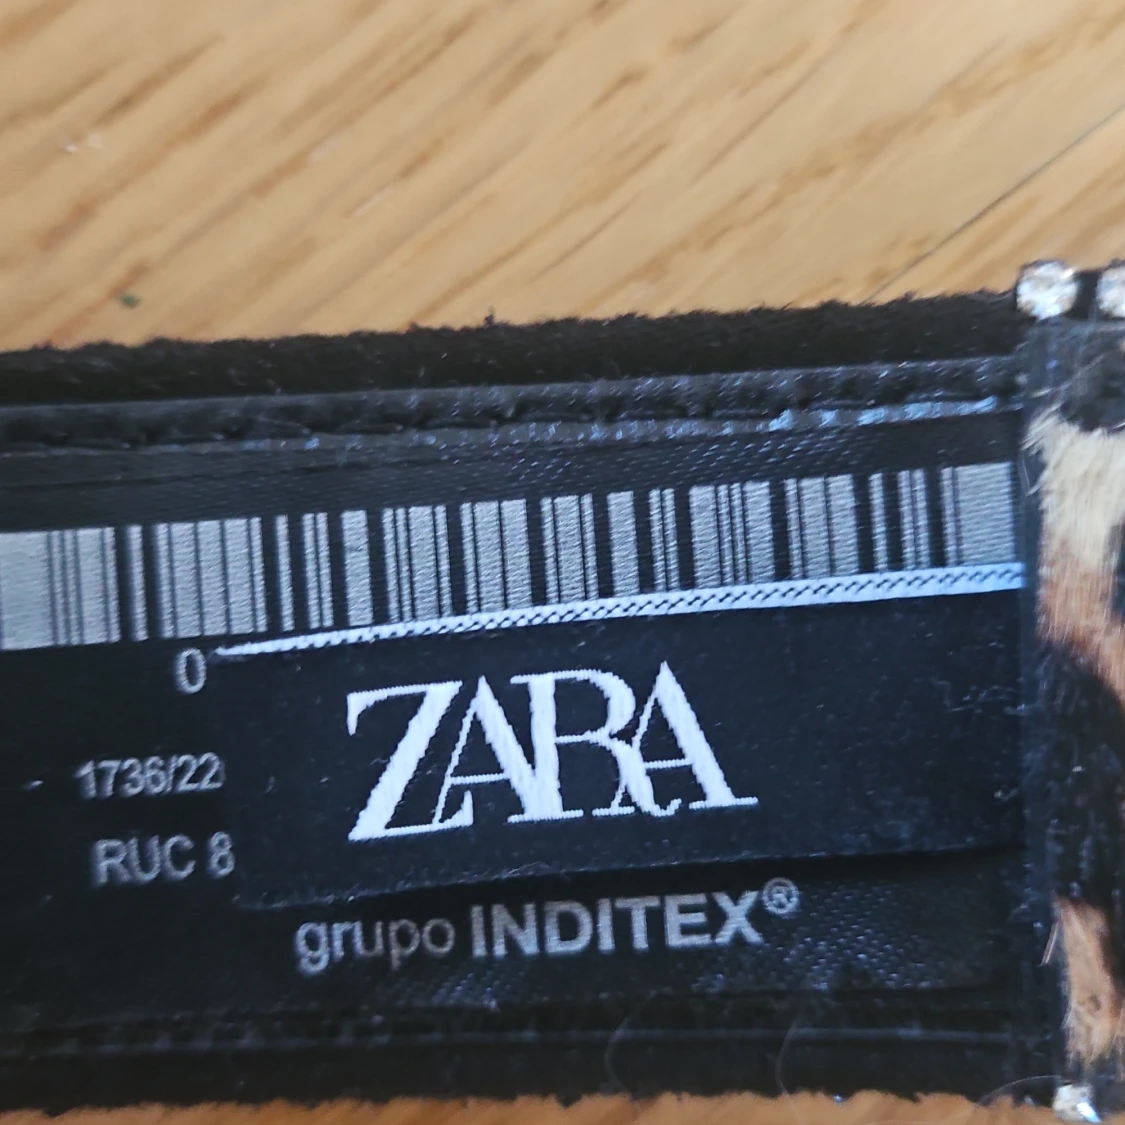 0
ZARA
1736/22
RUC 8
grupo INDITEX®